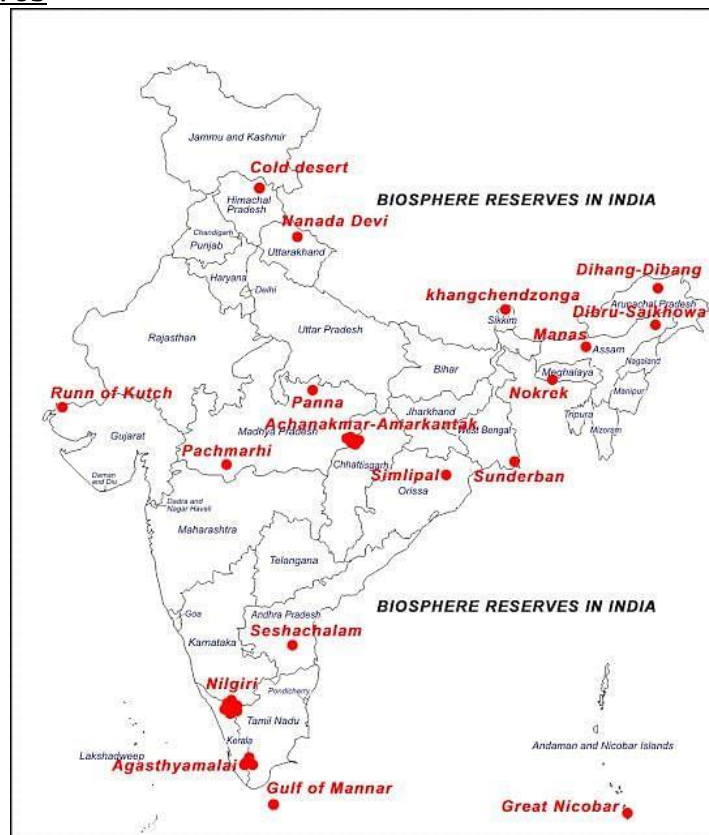 Jammu and Kashmir
Cold desert
Himachal
Pradesh
BIOSPHERE RESERVES IN INDIA
Nanada Devi
Chandigarh
Punjab
Uttarakhand
Haryana
Delhi
Dihang-Dibang
khangchendzonga
Arunachal Pradesh
Dibru-Saikhowa
Sikkim
Uttar Pradesh
Manas
Assam
Rajasthan
Nagaland
Bihar
Meghalaya
Runn of Kutch
Panna
Nokrek
Manipur
Jharkhand
Tripura
Achanakmar-Amarkantak
Madhya Pradesh
West Bengal
Mizoram
Gujarat
Pachmarhi
Chhattisgarh
Simlipal
Sunderban
Daman
and Diu
Orissa
Dadra and
Nagar Haveli
Maharashtra
Telangana
BIOSPHERE RESERVES IN INDIA
Goa
Andhra Pradesh
Seshachalam
Karnataka
Nilgiri
Pondicherry
Tamil Nadu
Kerala
Andaman and Nicobar Islands
Lakshadweep
Agasthyamalai
Gulf of Mannar
Great Nicobar